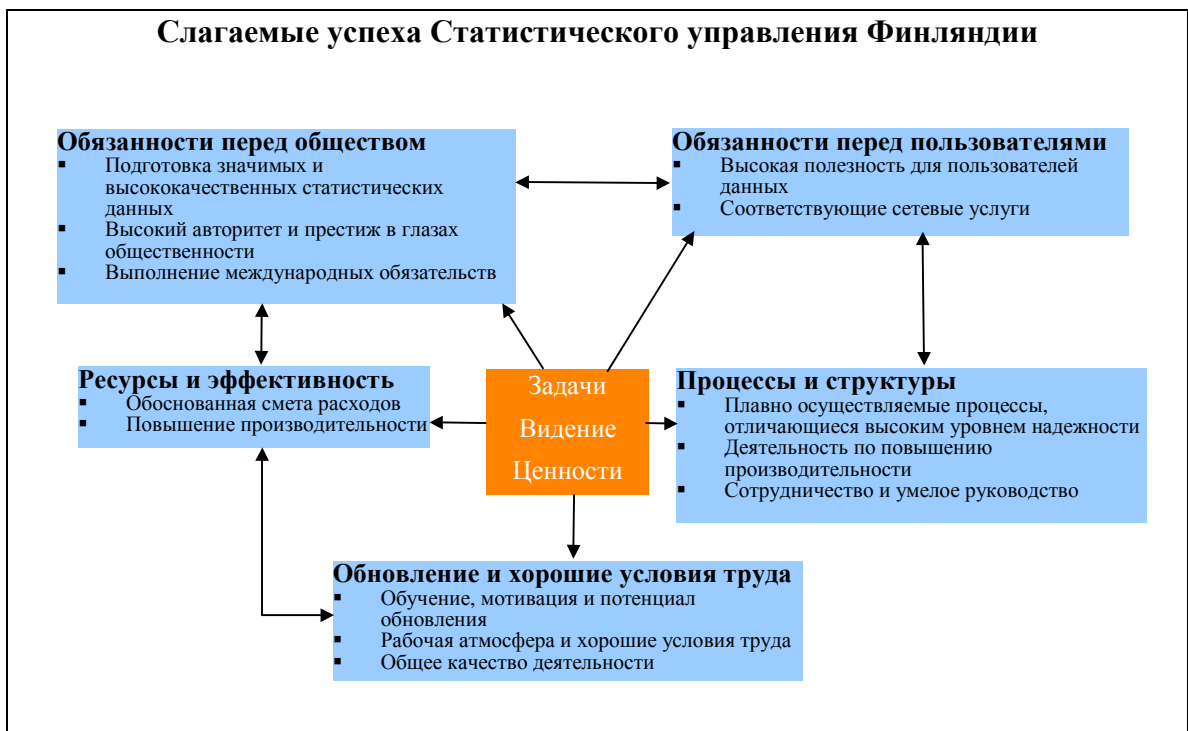 Слагаемые успеха Статистического управления Финляндии
Обязанности перед обществом
▪ Подготовка значимых и
высококачественных статистических
данных
▪ Высокий авторитет и престиж в глазах
общественности
▪ Выполнение международных обязательств
Обязанности перед пользователями
▪ Высокая полезность для пользователей
данных
▪ Соответствующие сетевые услуги
Ресурсы и эффективность
▪ Обоснованная смета расходов
▪ Повышение производительности
Задачи
Видение
Ценности
Процессы и структуры
▪ Плавно осуществляемые процессы,
отличающиеся высоким уровнем надежности
▪ Деятельность по повышению
производительности
▪ Сотрудничество и умелое руководство
Обновление и хорошие условия труда
▪ Обучение, мотивация и потенциал
обновления
▪ Рабочая атмосфера и хорошие условия труда
▪ Общее качество деятельности